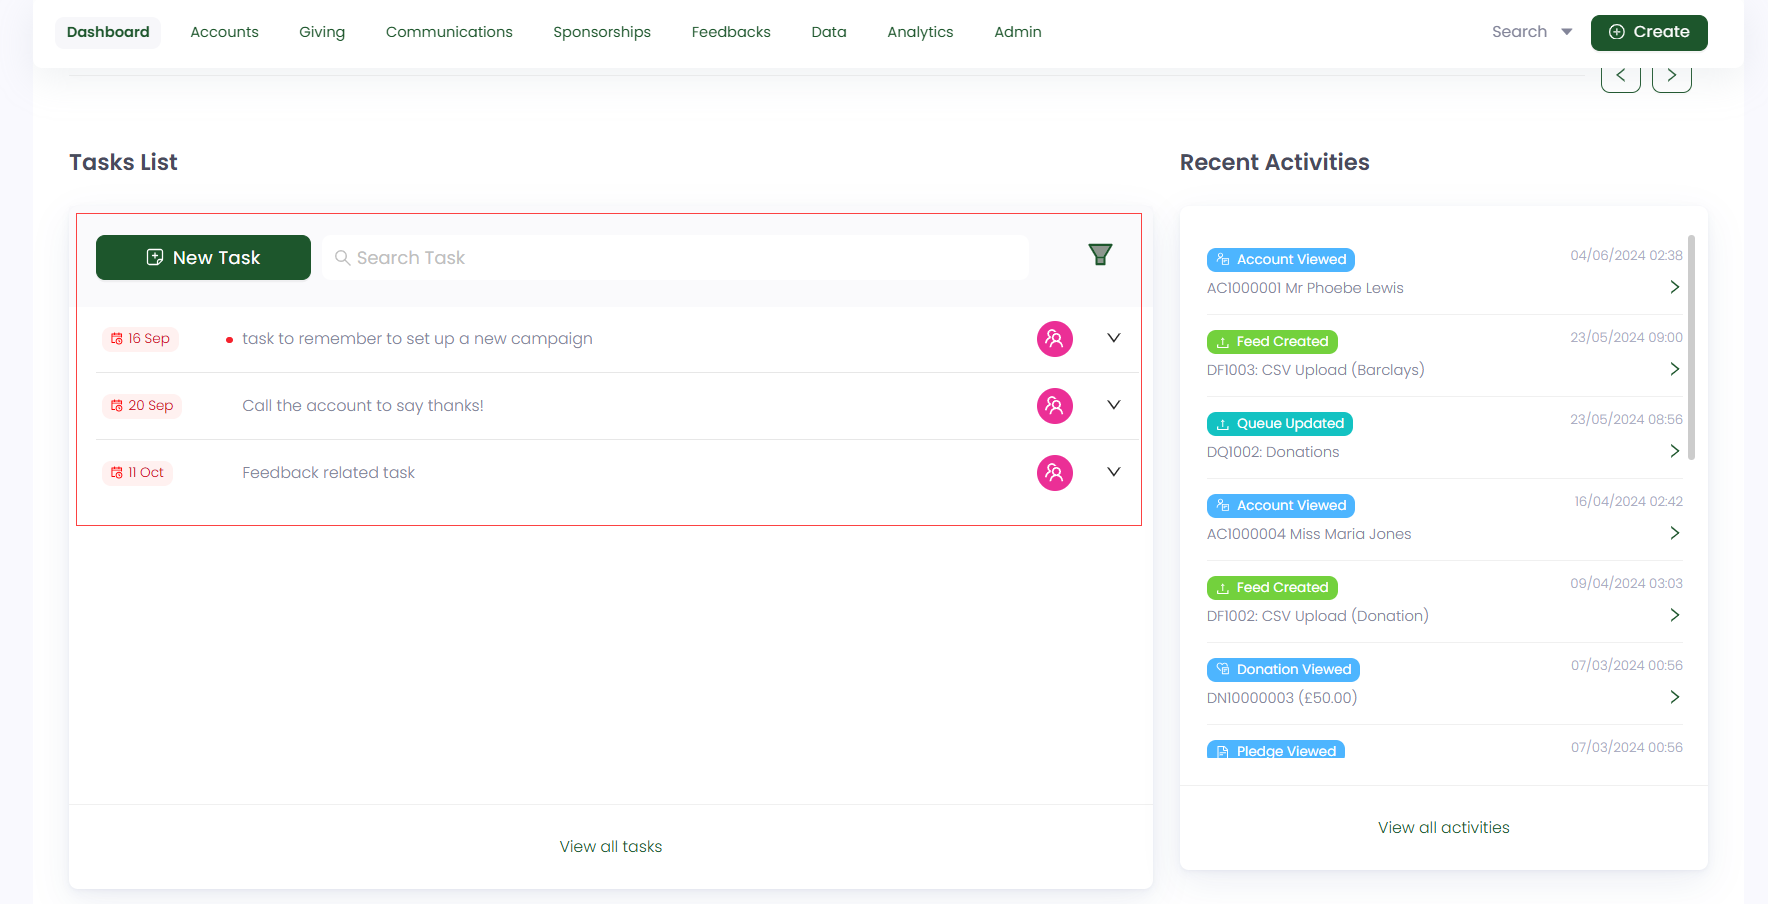 Dashboard Accounts Giving Communications Sponsorships Feedbacks Data Analytics Admin Search Create
Tasks List
New Task Search Task
16 Sep task to remember to set up a new campaign
20 Sep Call the account to say thanks!
11 Oct Feedback related task
View all tasks
Recent Activities
Account Viewed 04/06/2024 02:38
AC1000001 Mr Phoebe Lewis
Feed Created 23/05/2024 09:00
DF1003: CSV Upload (Barclays)
Queue Updated 23/05/2024 08:56
DQ1002: Donations
Account Viewed 16/04/2024 02:42
AC1000004 Miss Maria Jones
Feed Created 09/04/2024 03:03
DF1002: CSV Upload (Donation)
Donation Viewed 07/03/2024 00:56
DN10000003 (£50.00)
Pledge Viewed 07/03/2024 00:56
View all activities